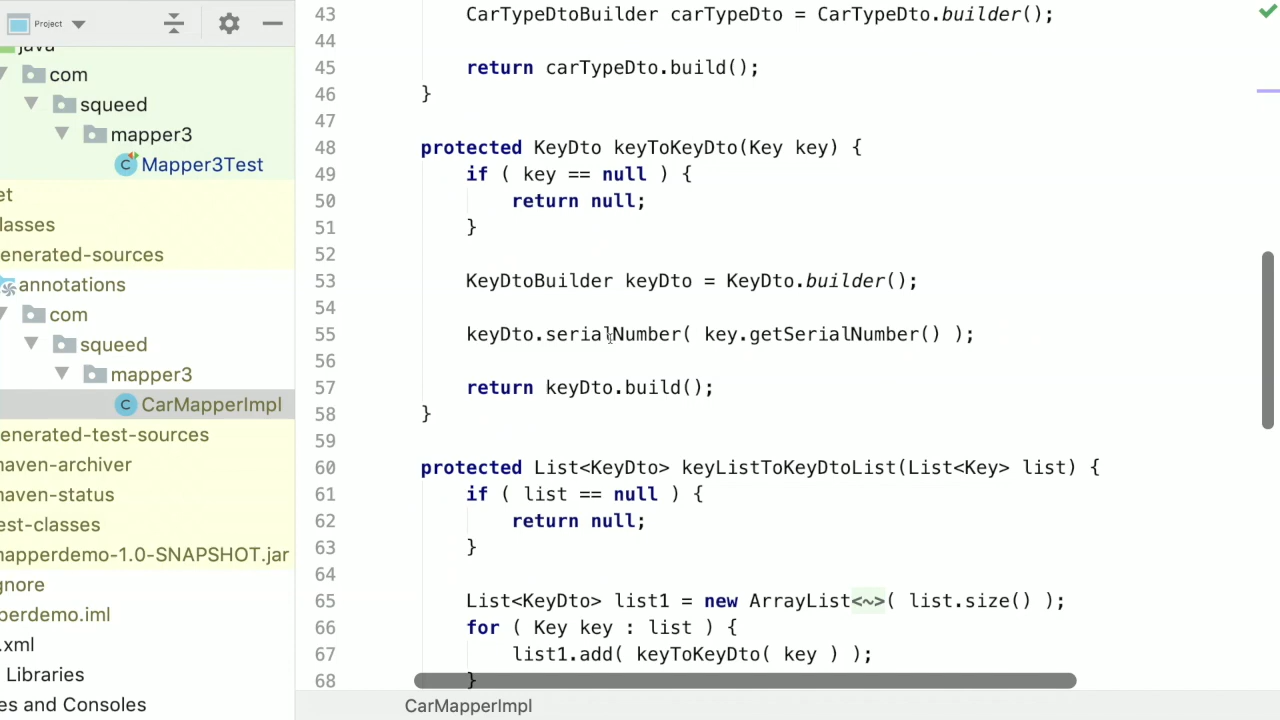 Project
java
com
squeed
mapper3
Mapper3Test
et
lasses
enerated-sources
annotations
com
squeed
mapper3
CarMapperImpl
enerated-test-sources
naven-archiver
naven-status
est-classes
napperdemo-1.0-SNAPSHOT.jar
gnore
perdemo.iml
.xml
Libraries
es and Consoles
43 CarTypeDtoBuilder carTypeDto = CarTypeDto.builder();
44
45 return carTypeDto.build();
46 }
47
48 protected KeyDto keyToKeyDto(Key key) {
49 if ( key == null ) {
50 return null;
51 }
52
53 KeyDtoBuilder keyDto = KeyDto.builder();
54
55 keyDto.serialNumber( key.getSerialNumber() );
56
57 return keyDto.build();
58 }
59
60 protected List<KeyDto> keyListToKeyDtoList(List<Key> list) {
61 if ( list == null ) {
62 return null;
63 }
64
65 List<KeyDto> list1 = new ArrayList<~>( list.size() );
66 for ( Key key : list ) {
67 list1.add( keyToKeyDto( key ) );
68 }
CarMapperImpl